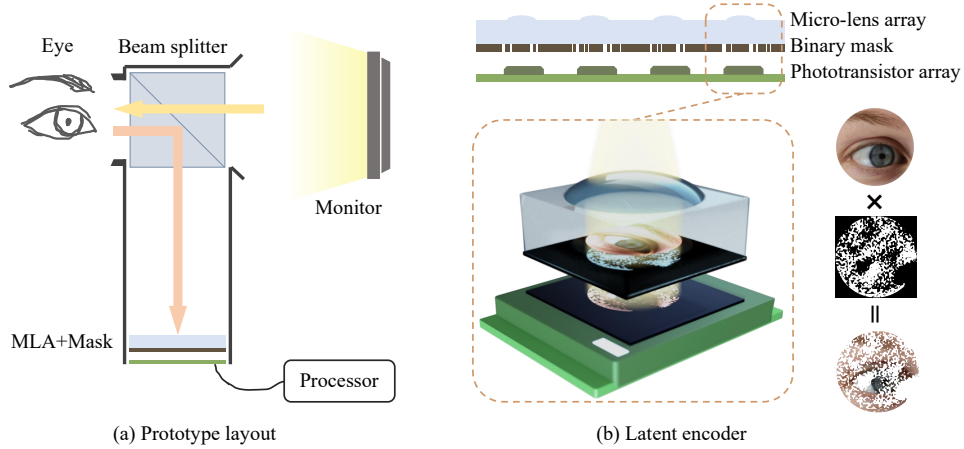 Eye
Beam splitter
Monitor
MLA+Mask
Processor
(a) Prototype layout
Micro-lens array
Binary mask
Phototransistor array
×
=
(b) Latent encoder